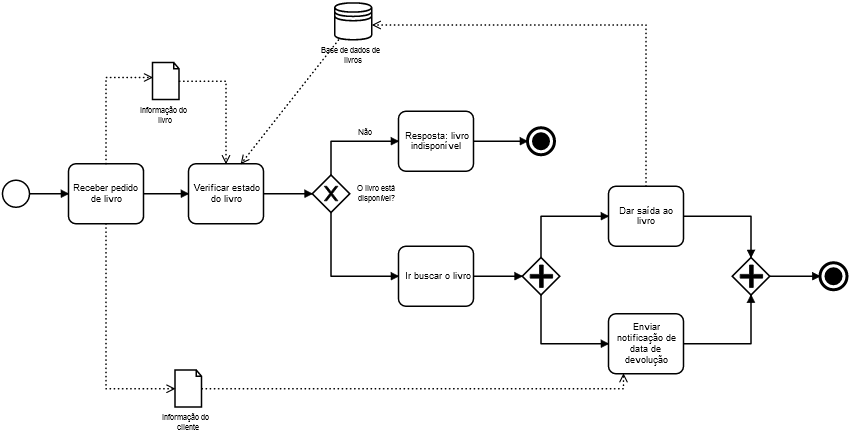 Base de dados de
livros
Informação do
livro
Não
Resposta: livro
indisponível
Receber pedido
de livro
Verificar estado
do livro
O livro está
disponível?
Dar saída ao
livro
Ir buscar o livro
Enviar
notificação de
data de
devolução
Informação do
cliente